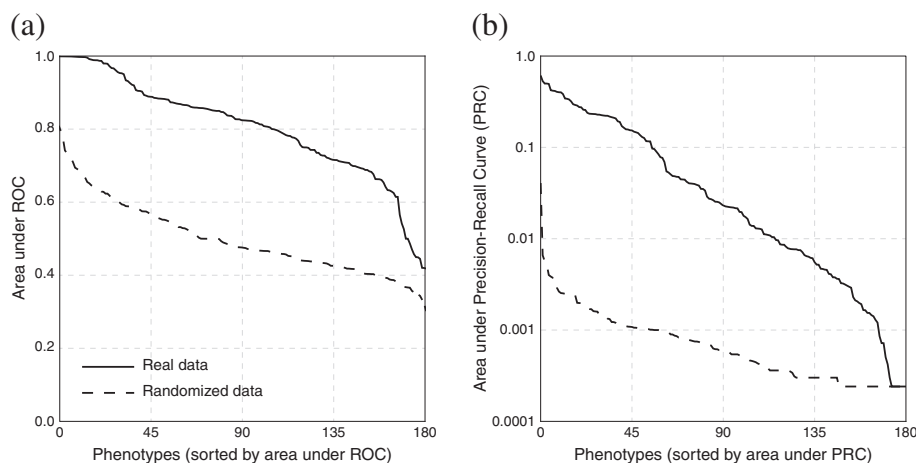 (a)
Area under ROC
1.0
0.8
0.6
0.4
0.2
0.0
Real data
Randomized data
0
45
90
135
180
Phenotypes (sorted by area under ROC)
(b)
Area under Precision-Recall Curve (PRC)
1.0
0.1
0.01
0.001
0.0001
0
45
90
135
180
Phenotypes (sorted by area under PRC)